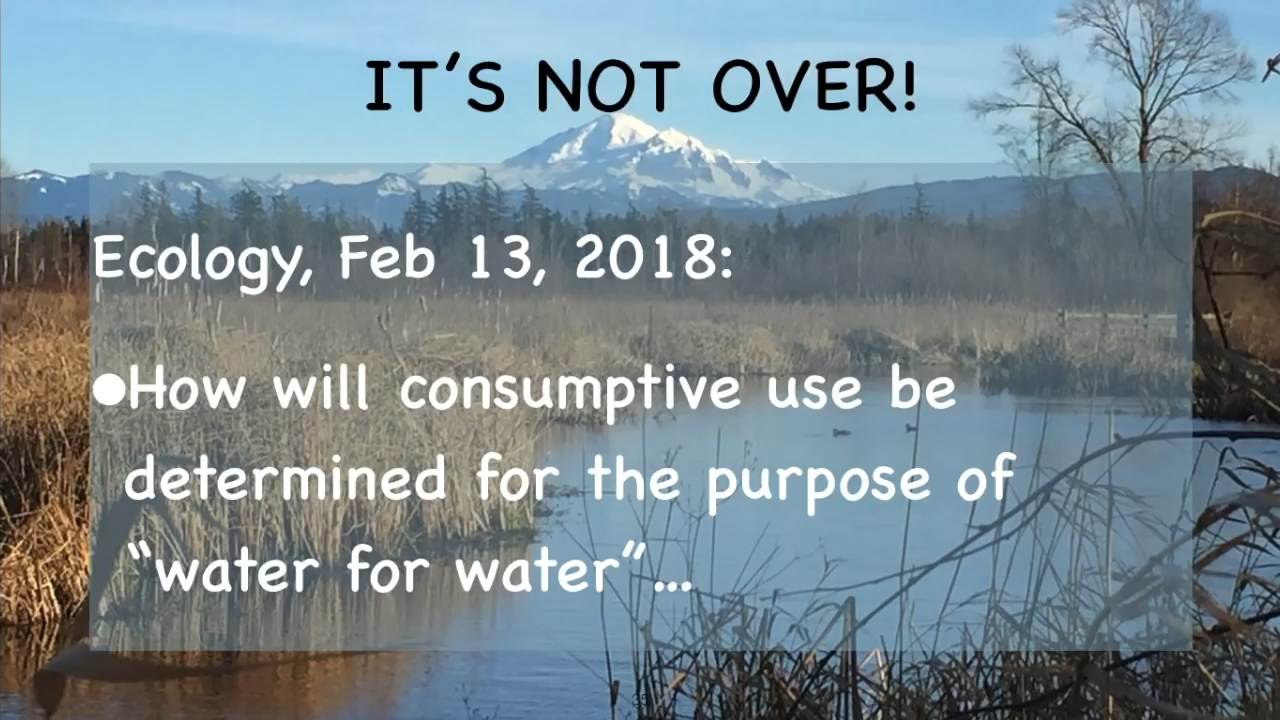 IT'S NOT OVER!
Ecology, Feb 13, 2018:
●How will consumptive use be
determined for the purpose of
“water for water”…